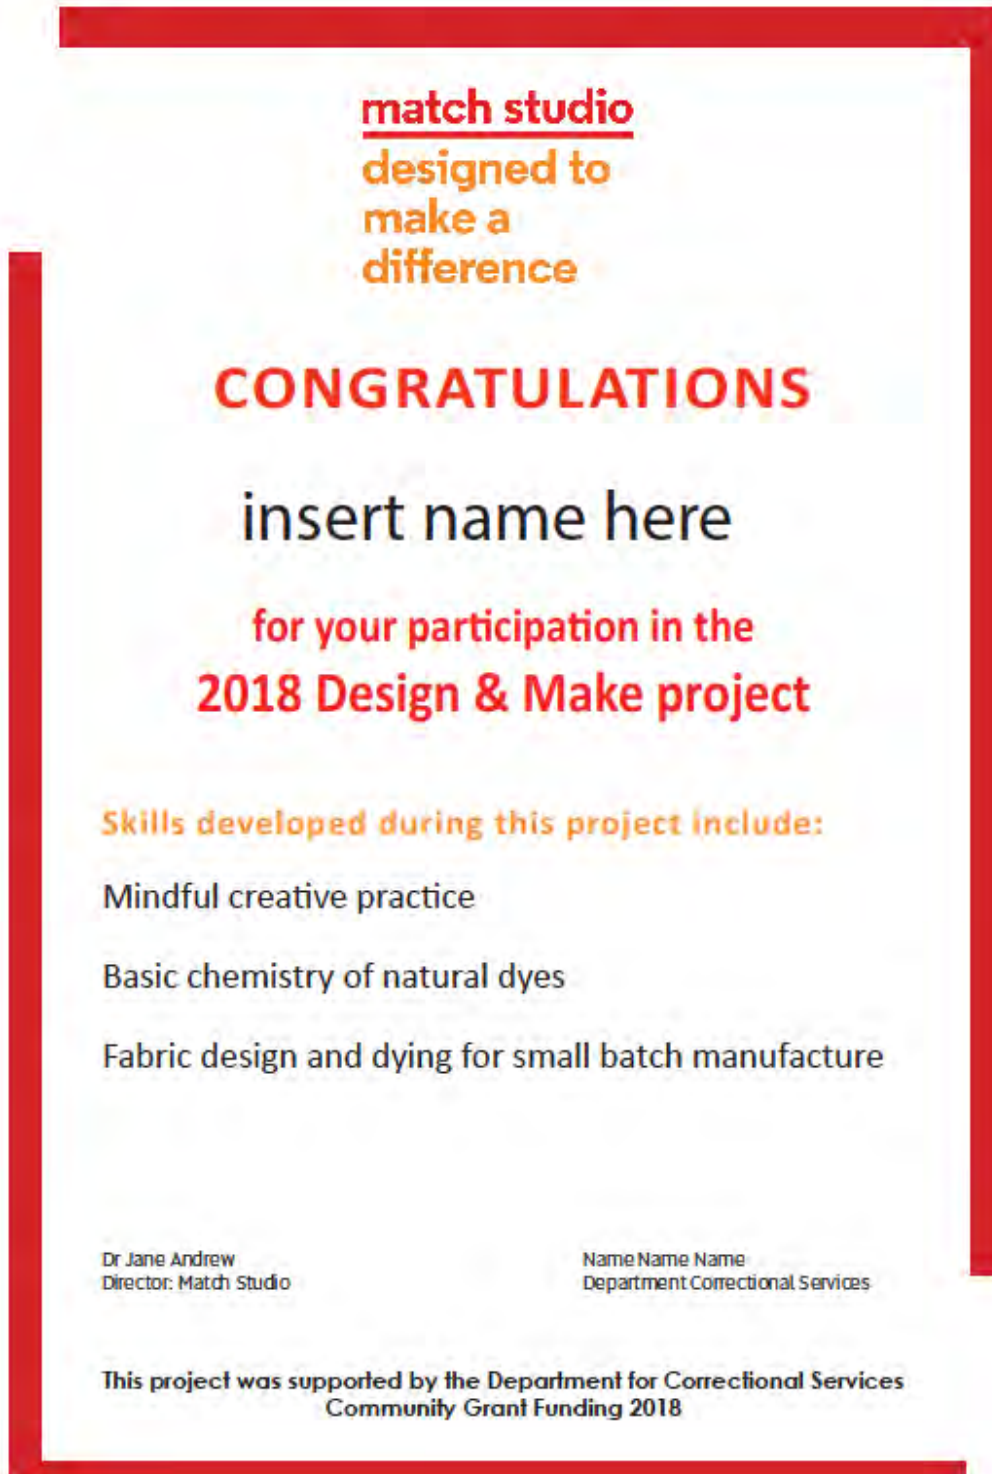 match studio
designed to
make a
difference
CONGRATULATIONS
insert name here
for your participation in the
2018 Design & Make project
Skills developed during this project include:
Mindful creative practice
Basic chemistry of natural dyes
Fabric design and dying for small batch manufacture
Dr Jane Andrew
Director: Match Studio
Name Name Name
Department Correctional Services
This project was supported by the Department for Correctional Services
Community Grant Funding 2018